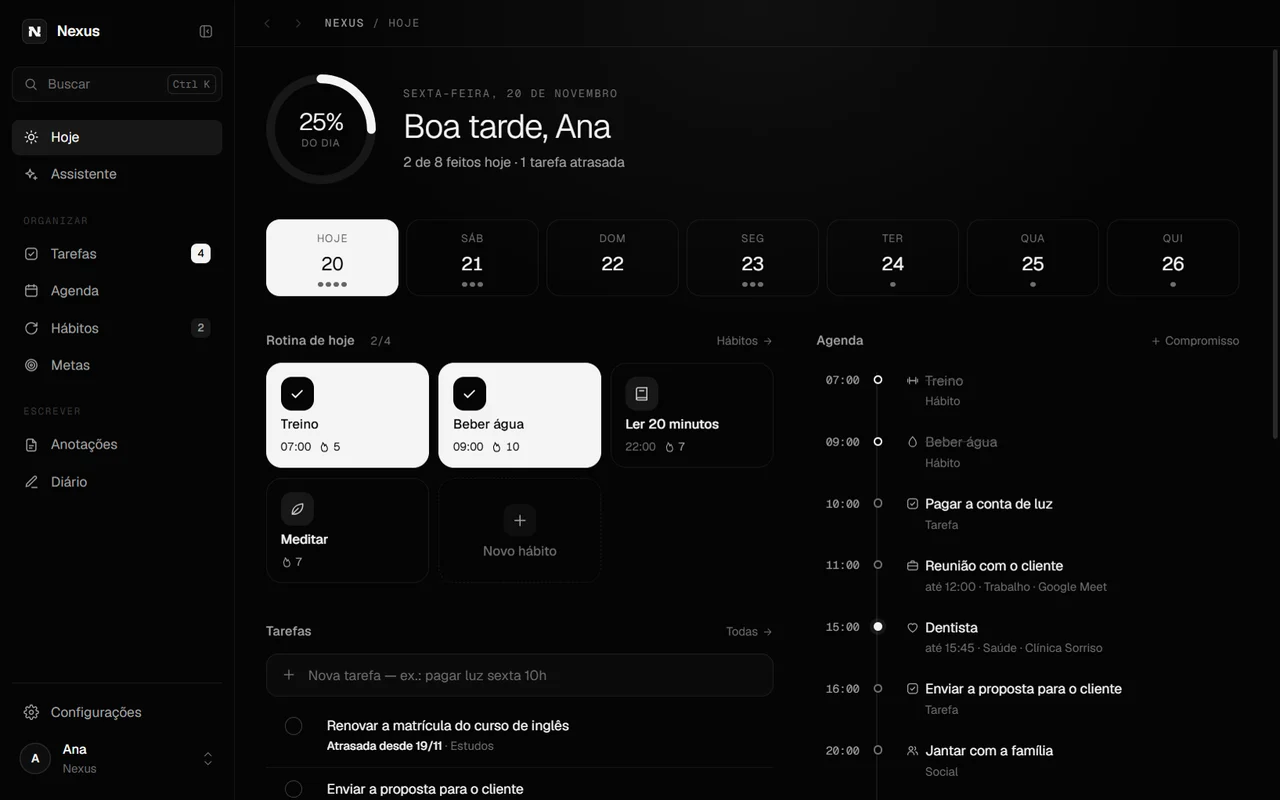 N Nexus
Buscar
Ctrl K
Hoje
Assistente
ORGANIZAR
Tarefas 4
Agenda
Hábitos 2
Metas
ESCREVER
Anotações
Diário
Configurações
A
Ana
Nexus
NEXUS / HOJE
25%
DO DIA
SEXTA-FEIRA, 20 DE NOVEMBRO
Boa tarde, Ana
2 de 8 feitos hoje · 1 tarefa atrasada
HOJE
20
SÁB
21
DOM
22
SEG
23
TER
24
QUA
25
QUI
26
Rotina de hoje 2/4
Hábitos →
Treino
07:00 5
Beber água
09:00 10
Ler 20 minutos
22:00 7
Meditar
7
+
Novo hábito
Tarefas
Todas →
+ Nova tarefa — ex.: pagar luz sexta 10h
Renovar a matrícula do curso de inglês
Atrasada desde 19/11 · Estudos
Enviar a proposta para o cliente
Agenda
+ Compromisso
07:00 Treino
Hábito
09:00 Beber água
Hábito
10:00 Pagar a conta de luz
Tarefa
11:00 Reunião com o cliente
até 12:00 · Trabalho · Google Meet
15:00 Dentista
até 15:45 · Saúde · Clínica Sorriso
16:00 Enviar a proposta para o cliente
Tarefa
20:00 Jantar com a família
Social